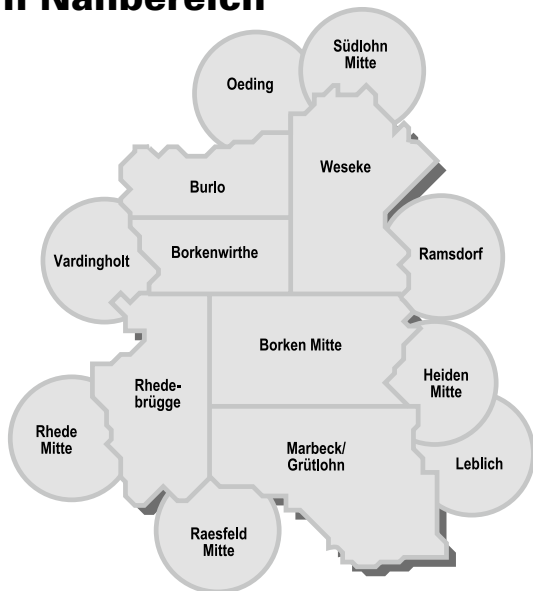 Nahbereich
Südlohn
Mitte
Oeding
Weseke
Burlo
Borkenwirthe
Vardingholt
Ramsdorf
Borken Mitte
Rhede-
brügge
Heiden
Mitte
Rhede
Mitte
Marbeck/
Grütlohn
Leblich
Raesfeld
Mitte